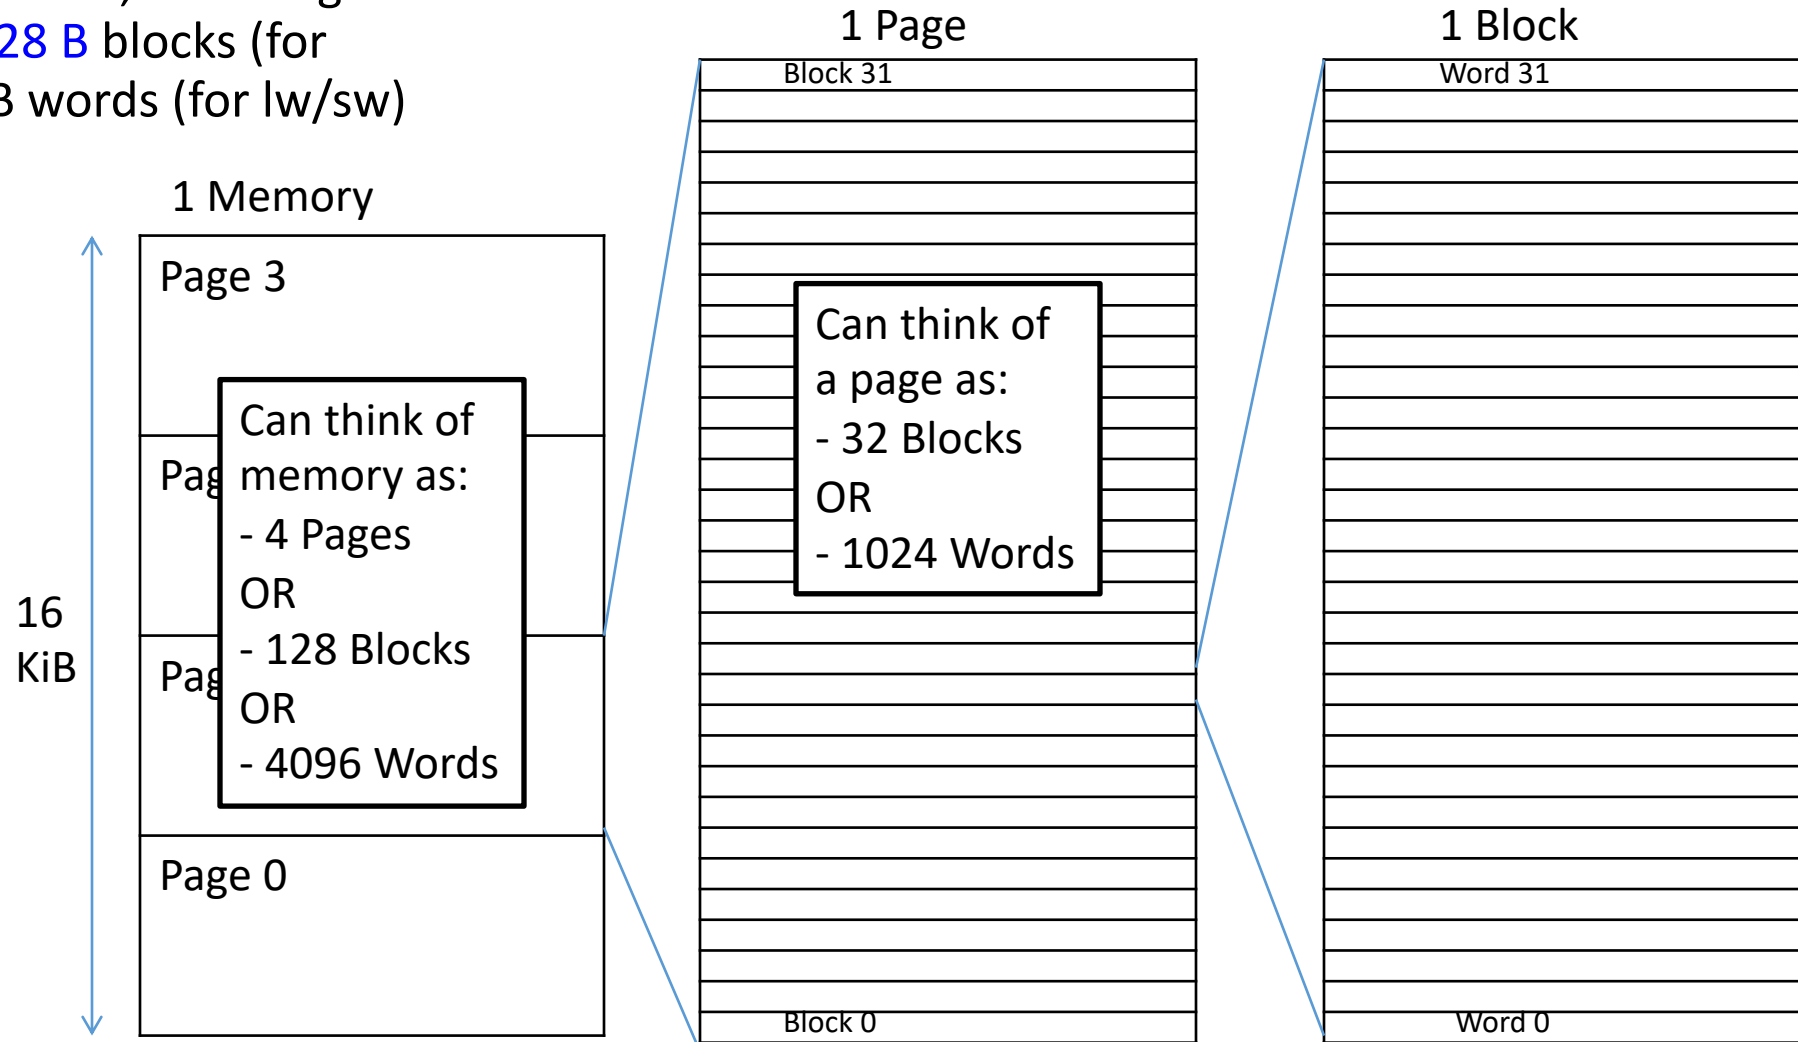 28 B blocks (for
B words (for lw/sw)
1 Memory
16
KiB
Page 3
Page 0
Can think of
memory as:
- 4 Pages
OR
- 128 Blocks
OR
- 4096 Words
1 Page
Block 31
Can think of
a page as:
- 32 Blocks
OR
- 1024 Words
Block 0
1 Block
Word 31
Word 0